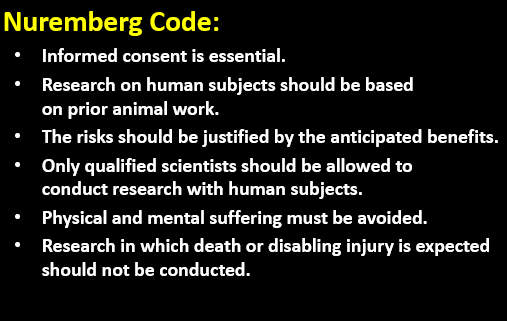 Nuremberg Code:
• Informed consent is essential.
• Research on human subjects should be based
on prior animal work.
• The risks should be justified by the anticipated benefits.
• Only qualified scientists should be allowed to
conduct research with human subjects.
• Physical and mental suffering must be avoided.
• Research in which death or disabling injury is expected
should not be conducted.